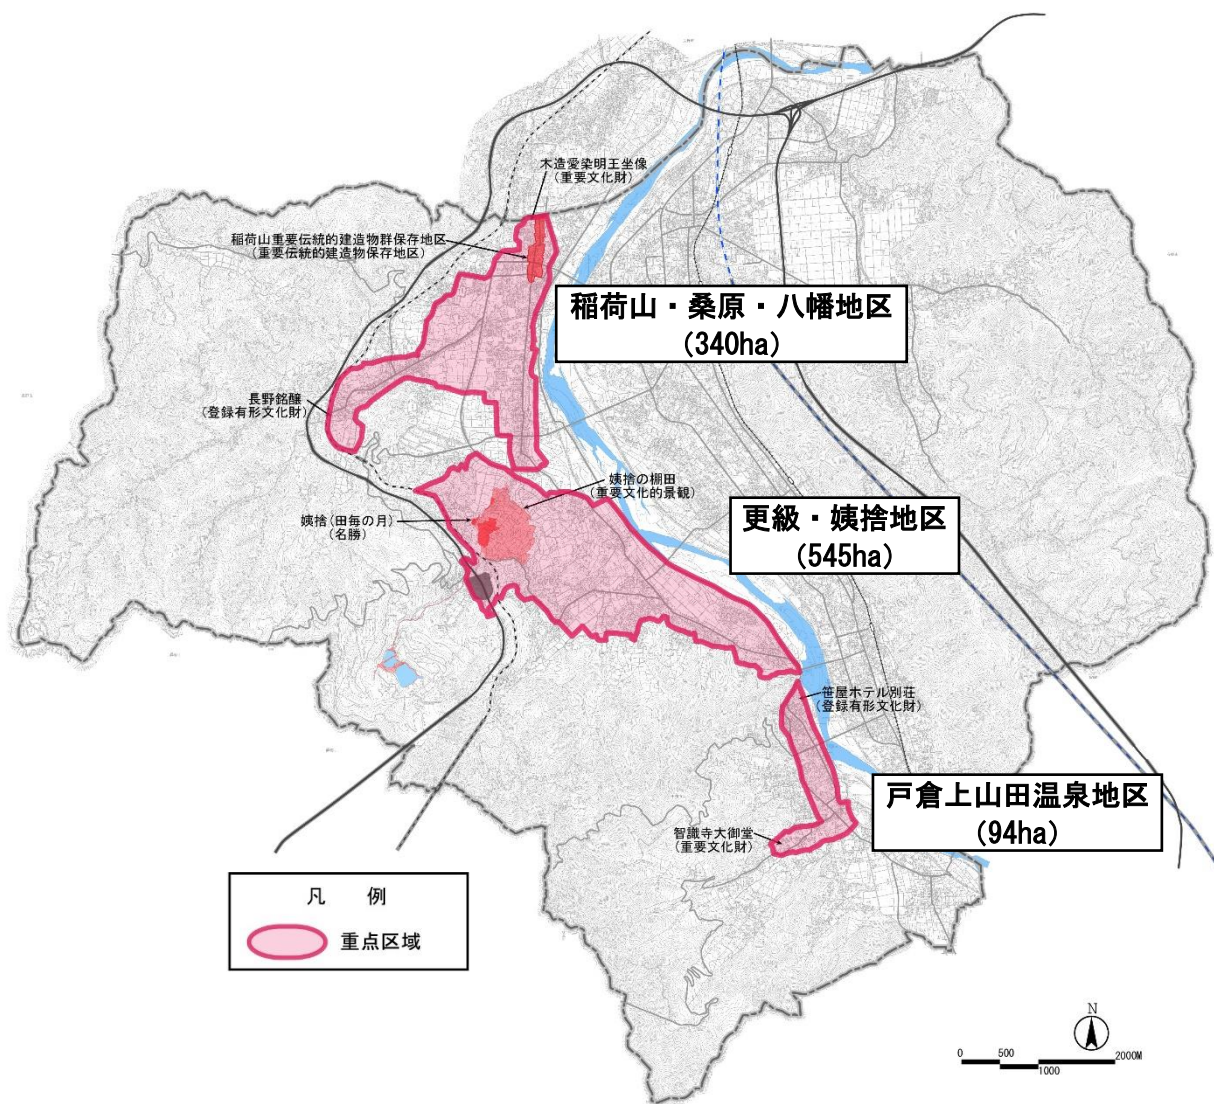 木造愛染明王坐像
(重要文化財)
稲荷山重要伝統的建造物群保存地区
(重要伝統的建造物保存地区)
稲荷山・桑原・八幡地区
(340ha)
長野銘醸
(登録有形文化財)
姨捨の棚田
(重要文化的景観)
姨捨(田毎の月)
(名勝)
更級・姨捨地区
(545ha)
笹屋ホテル別荘
(登録有形文化財)
戸倉上山田温泉地区
(94ha)
智識寺大御堂
(重要文化財)
凡 例
重点区域
N
0 500 1000 2000M